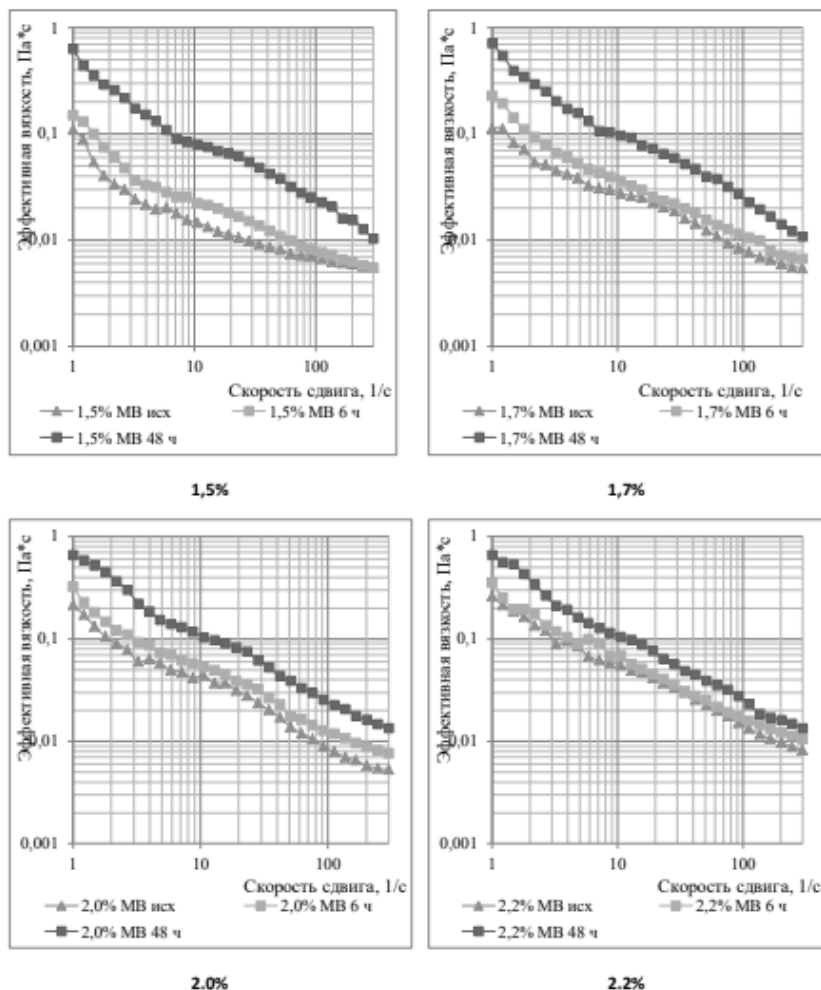 1
0,1
0,01
0,001
Эффективная вязкость, Па*с
1
10
100
Скорость сдвига, 1/с
1,5% МВ исх
1,5% МВ 6 ч
1,5% МВ 48 ч
1,5%
1
0,1
0,01
0,001
Эффективная вязкость, Па*с
1
10
100
Скорость сдвига, 1/с
1,7% МВ исх
1,7% МВ 6 ч
1,7% МВ 48 ч
1,7%
1
0,1
0,01
0,001
Эффективная вязкость, Па*с
1
10
100
Скорость сдвига, 1/с
2,0% МВ исх
2,0% МВ 6 ч
2,0% МВ 48 ч
2.0%
1
0,1
0,01
0,001
Эффективная вязкость, Па*с
1
10
100
Скорость сдвига, 1/с
2,2% МВ исх
2,2% МВ 6 ч
2,2% МВ 48 ч
2.2%